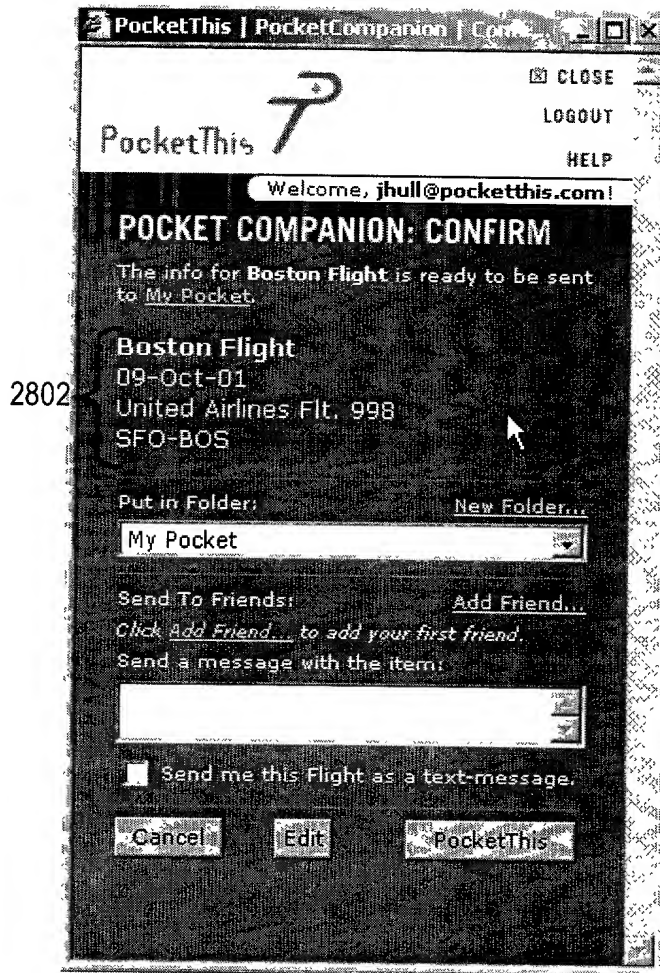 PocketThis | PocketCompanion |
CLOSE
LOGOUT
PocketThis
HELP
Welcome, jhull@pocketthis.com!
POCKET COMPANION: CONFIRM
The info for Boston Flight is ready to be sent
to My Pocket.
2802
Boston Flight
09-Oct-01
United Airlines Flt. 998
SFO-BOS
Put in Folder: New Folder...
My Pocket
Send To Friends: Add Friend...
Click Add Friend... to add your first friend.
Send a message with the item:
Send me this Flight as a text-message.
Cancel Edit PocketThis